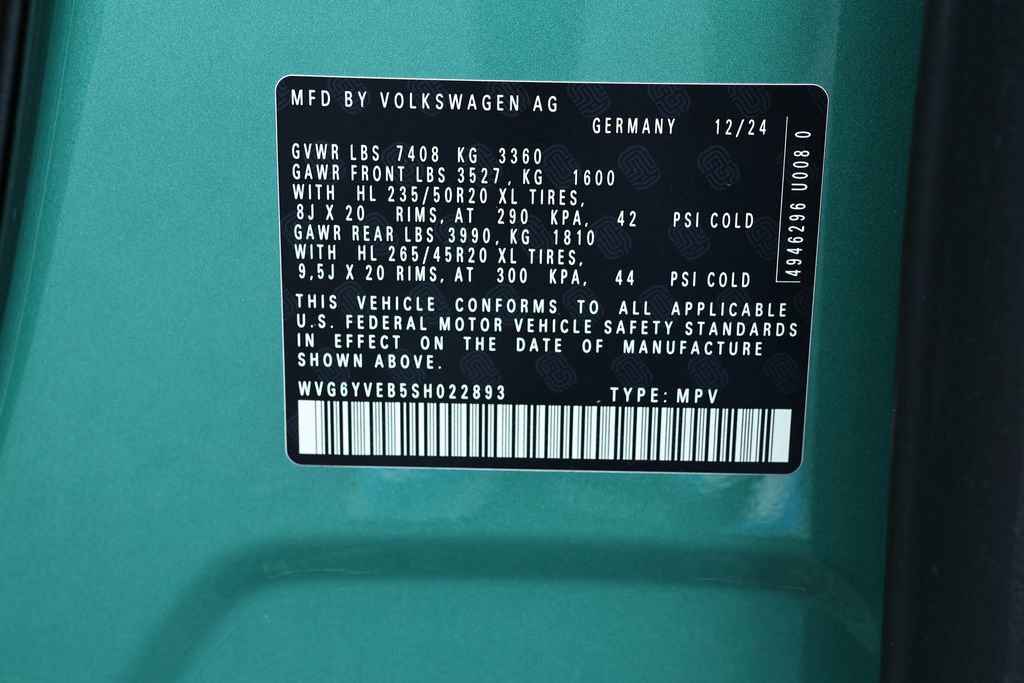 MFD BY VOLKSWAGEN AG
GERMANY 12/24
GVWR LBS 7408 KG 3360
GAWR FRONT LBS 3527, KG 1600
WITH HL 235/50R20 XL TIRES,
8J X 20 RIMS, AT 290 KPA, 42 PSI COLD
GAWR REAR LBS 3990, KG 1810
WITH HL 265/45R20 XL TIRES,
9,5J X 20 RIMS, AT 300 KPA, 44 PSI COLD
4946296 U008 0
THIS VEHICLE CONFORMS TO ALL APPLICABLE
U.S. FEDERAL MOTOR VEHICLE SAFETY STANDARDS
IN EFFECT ON THE DATE OF MANUFACTURE
SHOWN ABOVE.
WVG6YVEB5SH022893 TYPE: MPV